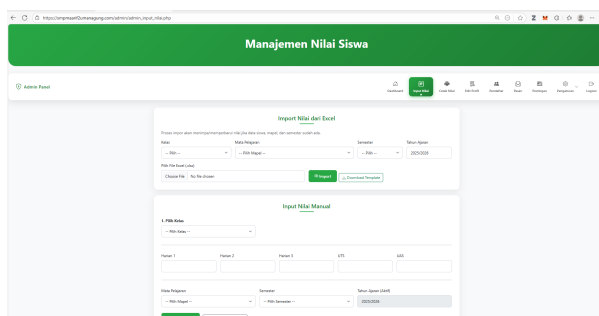 https://smpmaarif2sumaragung.com/admin/admin_input_nilai.php
Manajemen Nilai Siswa
Admin Panel
Dashboard
Input Nilai
Cetak Nilai
Edit Profil
Pendaftar
Pesan
Postingan
Pengaturan
Logout
Import Nilai dari Excel
Proses import akan menimpa/memperbarui nilai jika data siswa, mapel, dan semester sudah ada.
Kelas
Mata Pelajaran
Semester
Tahun Ajaran
-- Pilih --
-- Pilih Mapel --
-- Pilih --
2025/2026
Pilih File Excel (.xlsx)
Choose File No file chosen
Import
Download Template
Input Nilai Manual
1. Pilih Kelas
-- Pilih Kelas --
Harian 1
Harian 2
Harian 3
UTS
UAS
Mata Pelajaran
Semester
Tahun Ajaran (Aktif)
-- Pilih Mapel --
-- Pilih Semester --
2025/2026